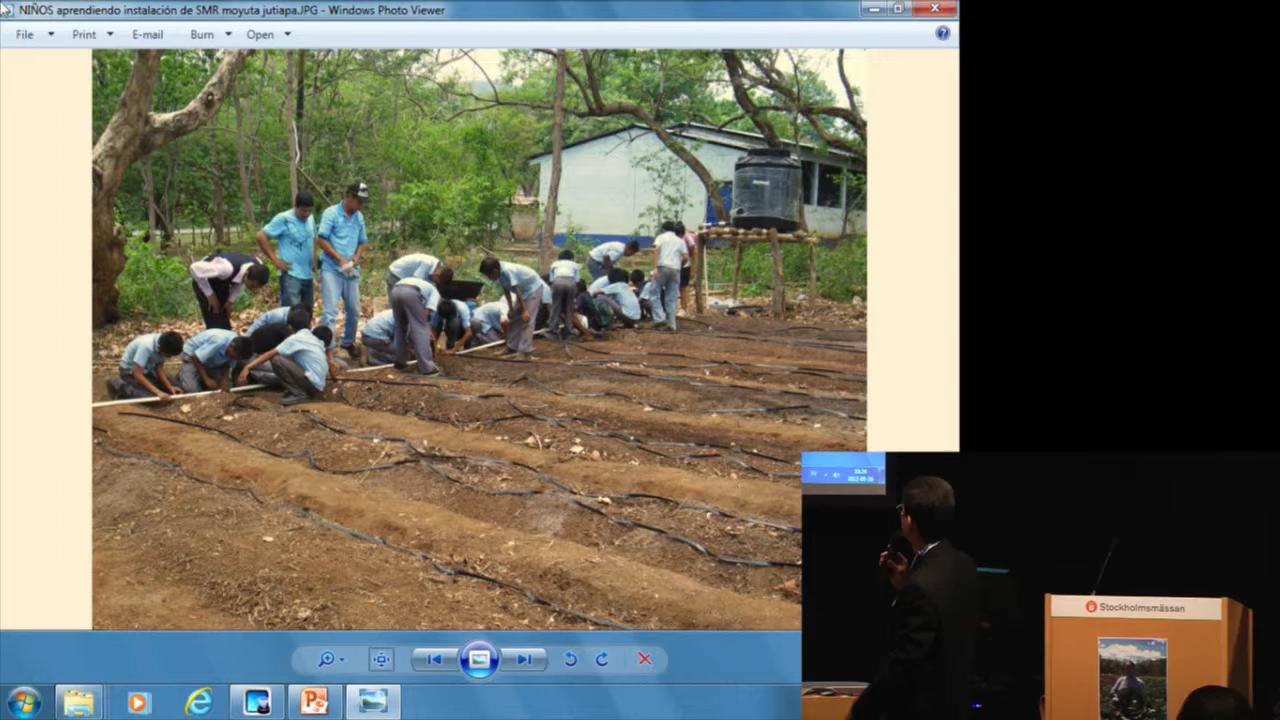 NIÑOS aprendiendo instalación de SMR moyuta jutiapa.JPG - Windows Photo Viewer
File Print E-mail Burn Open
Stockholmsmässan